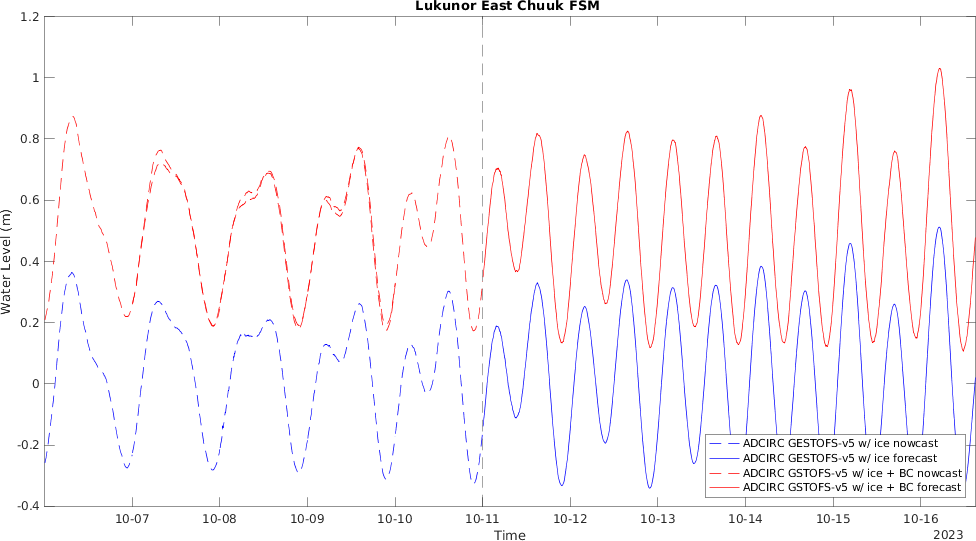 Lukunor East Chuuk FSM
1.2
1
0.8
0.6
0.4
0.2
0
-0.2
-0.4
Water Level (m)
ADCIRC GESTOFS-v5 w/ ice nowcast
ADCIRC GESTOFS-v5 w/ ice forecast
ADCIRC GSTOFS-v5 w/ ice + BC nowcast
ADCIRC GSTOFS-v5 w/ ice + BC forecast
10-07 10-08 10-09 10-10 10-11 10-12 10-13 10-14 10-15 10-16
Time
2023